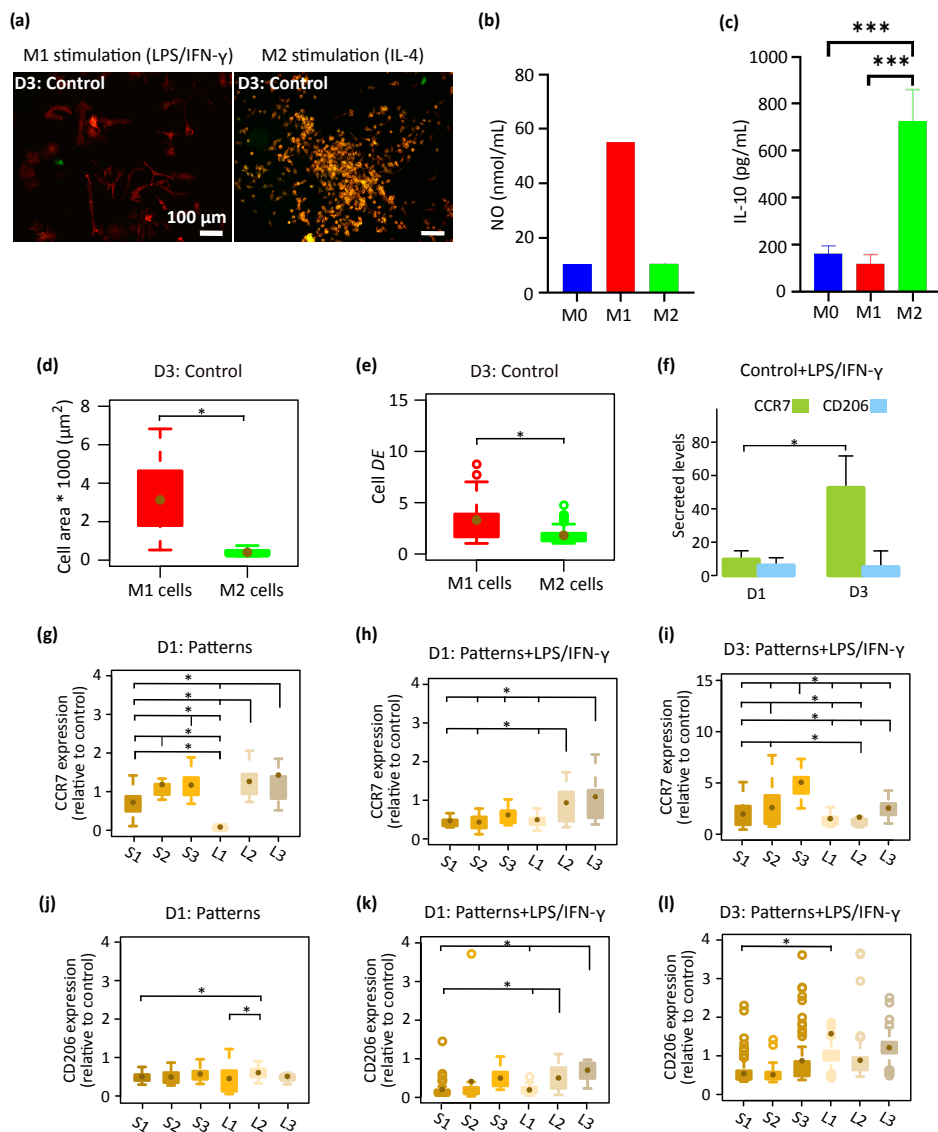 (a)
M1 stimulation (LPS/IFN-γ)
M2 stimulation (IL-4)
D3: Control
D3: Control
100 µm
(b)
NO (nmol/mL)
80
60
40
20
0
M0 M1 M2
(c)
IL-10 (pg/mL)
1000
800
600
400
200
0
***
***
M0 M1 M2
(d)
D3: Control
Cell area * 1000 (µm²)
8
6
4
2
0
*
M1 cells M2 cells
(e)
D3: Control
Cell DE
15
10
5
0
*
M1 cells M2 cells
(f)
Control+LPS/IFN-γ
CCR7 CD206
Secreted levels
80
60
40
20
0
*
D1 D3
(g)
D1: Patterns
CCR7 expression
(relative to control)
4
3
2
1
0
*
*
*
*
*
S1 S2 S3 L1 L2 L3
(h)
D1: Patterns+LPS/IFN-γ
CCR7 expression
(relative to control)
4
3
2
1
0
*
*
S1 S2 S3 L1 L2 L3
(i)
D3: Patterns+LPS/IFN-γ
CCR7 expression
(relative to control)
15
10
5
0
*
*
*
*
S1 S2 S3 L1 L2 L3
(j)
D1: Patterns
CD206 expression
(relative to control)
4
3
2
1
0
*
*
S1 S2 S3 L1 L2 L3
(k)
D1: Patterns+LPS/IFN-γ
CD206 expression
(relative to control)
4
3
2
1
0
*
*
S1 S2 S3 L1 L2 L3
(l)
D3: Patterns+LPS/IFN-γ
CD206 expression
(relative to control)
4
3
2
1
0
*
S1 S2 S3 L1 L2 L3